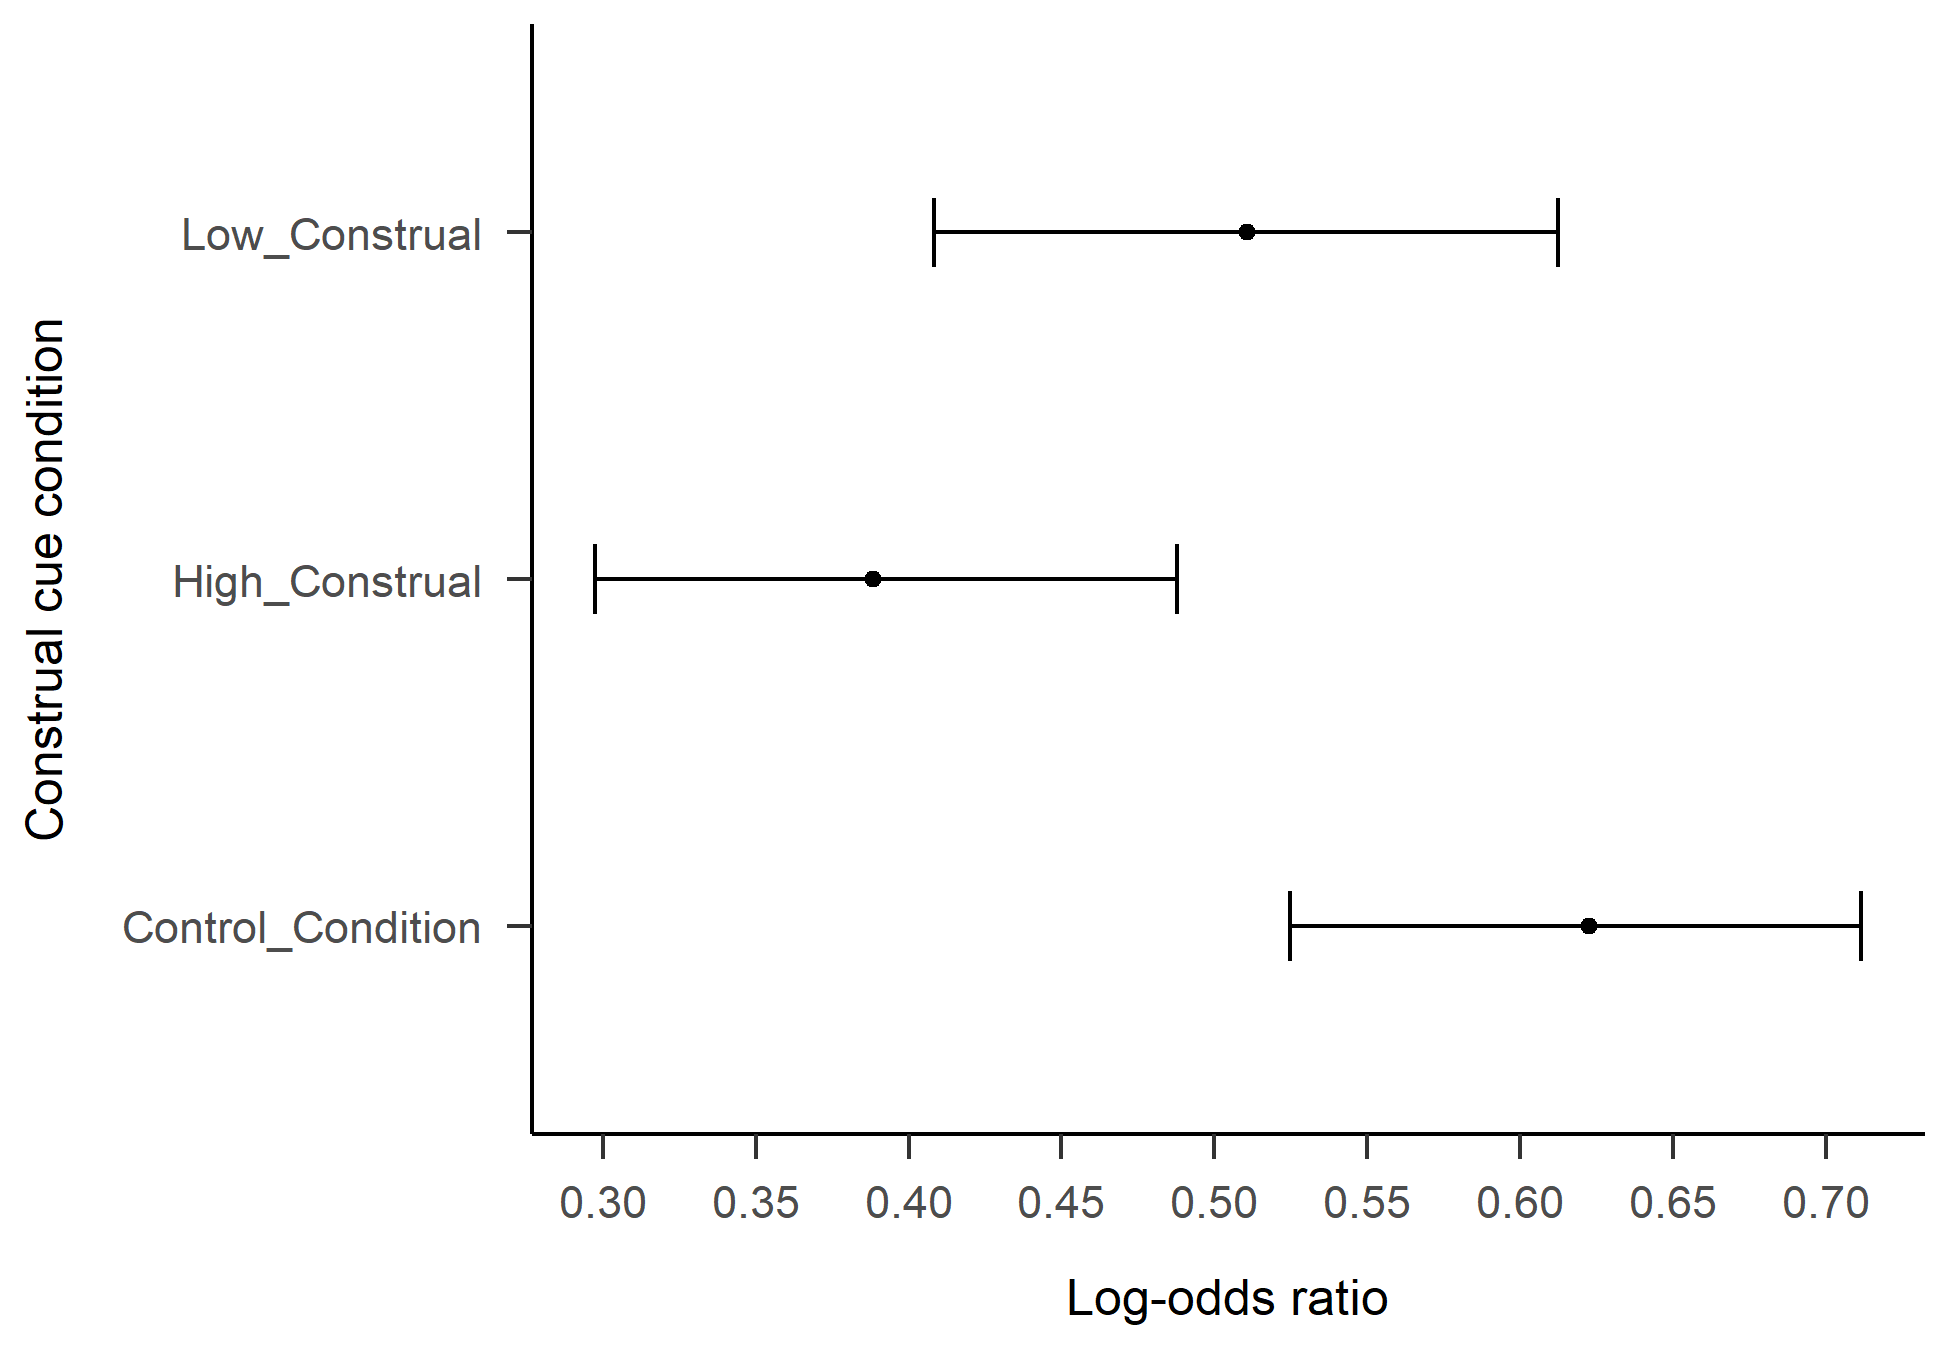 Construal cue condition
Low_Construal
High_Construal
Control_Condition
0.30 0.35 0.40 0.45 0.50 0.55 0.60 0.65 0.70
Log-odds ratio